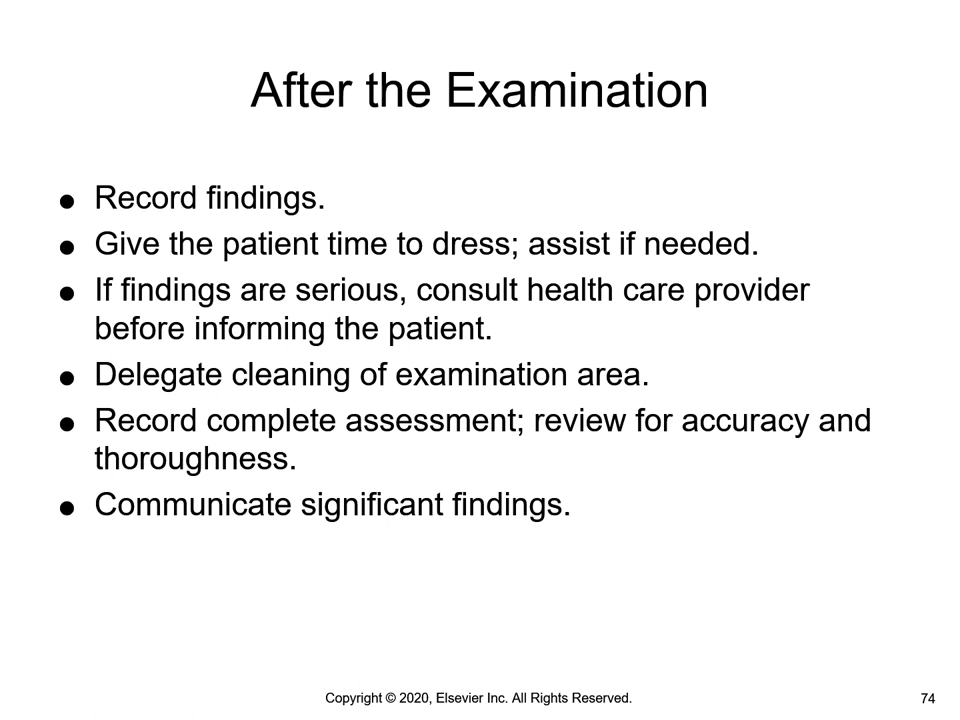 After the Examination
● Record findings.
● Give the patient time to dress; assist if needed.
● If findings are serious, consult health care provider
before informing the patient.
● Delegate cleaning of examination area.
● Record complete assessment; review for accuracy and
thoroughness.
● Communicate significant findings.
Copyright © 2020, Elsevier Inc. All Rights Reserved.
74